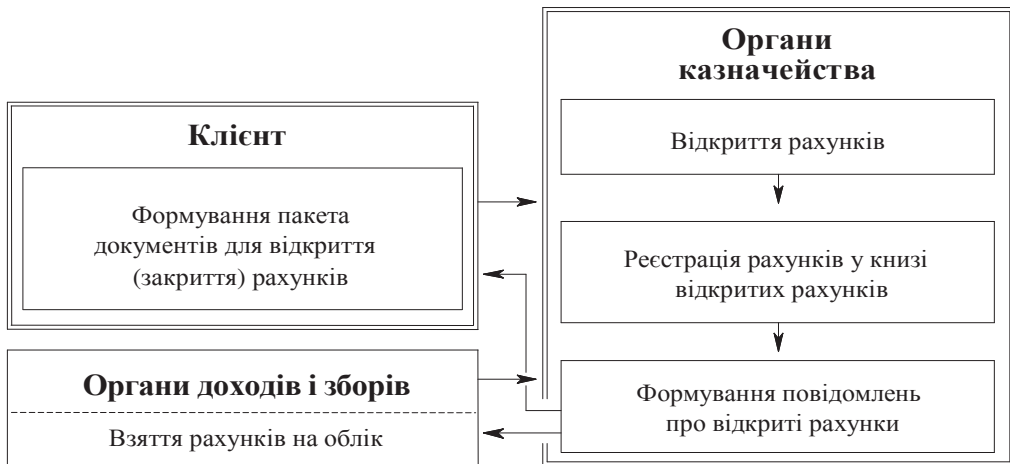 Клієнт
Формування пакета
документів для відкриття
(закриття) рахунків
Органи доходів і зборів
Взяття рахунків на облік
Органи
казначейства
Відкриття рахунків
Реєстрація рахунків у книзі
відкритих рахунків
Формування повідомлень
про відкриті рахунки